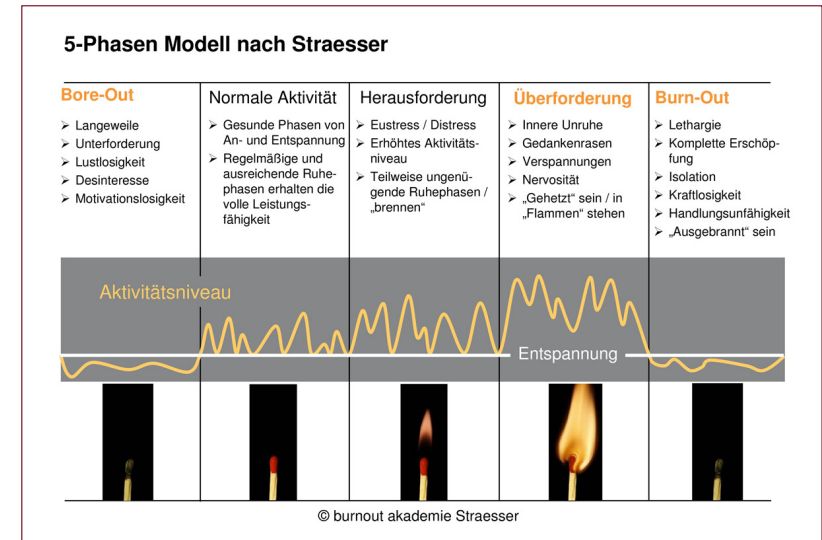 5-Phasen Modell nach Straesser
Bore-Out
➢ Langeweile
➢ Unterforderung
➢ Lustlosigkeit
➢ Desinteresse
➢ Motivationslosigkeit
Normale Aktivität
➢ Gesunde Phasen von
An- und Entspannung
➢ Regelmäßige und
ausreichende Ruhe-
phasen erhalten die
volle Leistungs-
fähigkeit
Herausforderung
➢ Eustress / Distress
➢ Erhöhtes Aktivitäts-
niveau
➢ Teilweise ungenü-
gende Ruhephasen /
„brennen“
Überforderung
➢ Innere Unruhe
➢ Gedankenrasen
➢ Verspannungen
➢ Nervosität
➢ „Gehetzt“ sein / in
„Flammen” stehen
Burn-Out
➢ Lethargie
➢ Komplette Erschöp-
fung
➢ Isolation
➢ Kraftlosigkeit
➢ Handlungsunfähigkeit
➢ „Ausgebrannt“ sein
Aktivitätsniveau
Entspannung
© burnout akademie Straesser